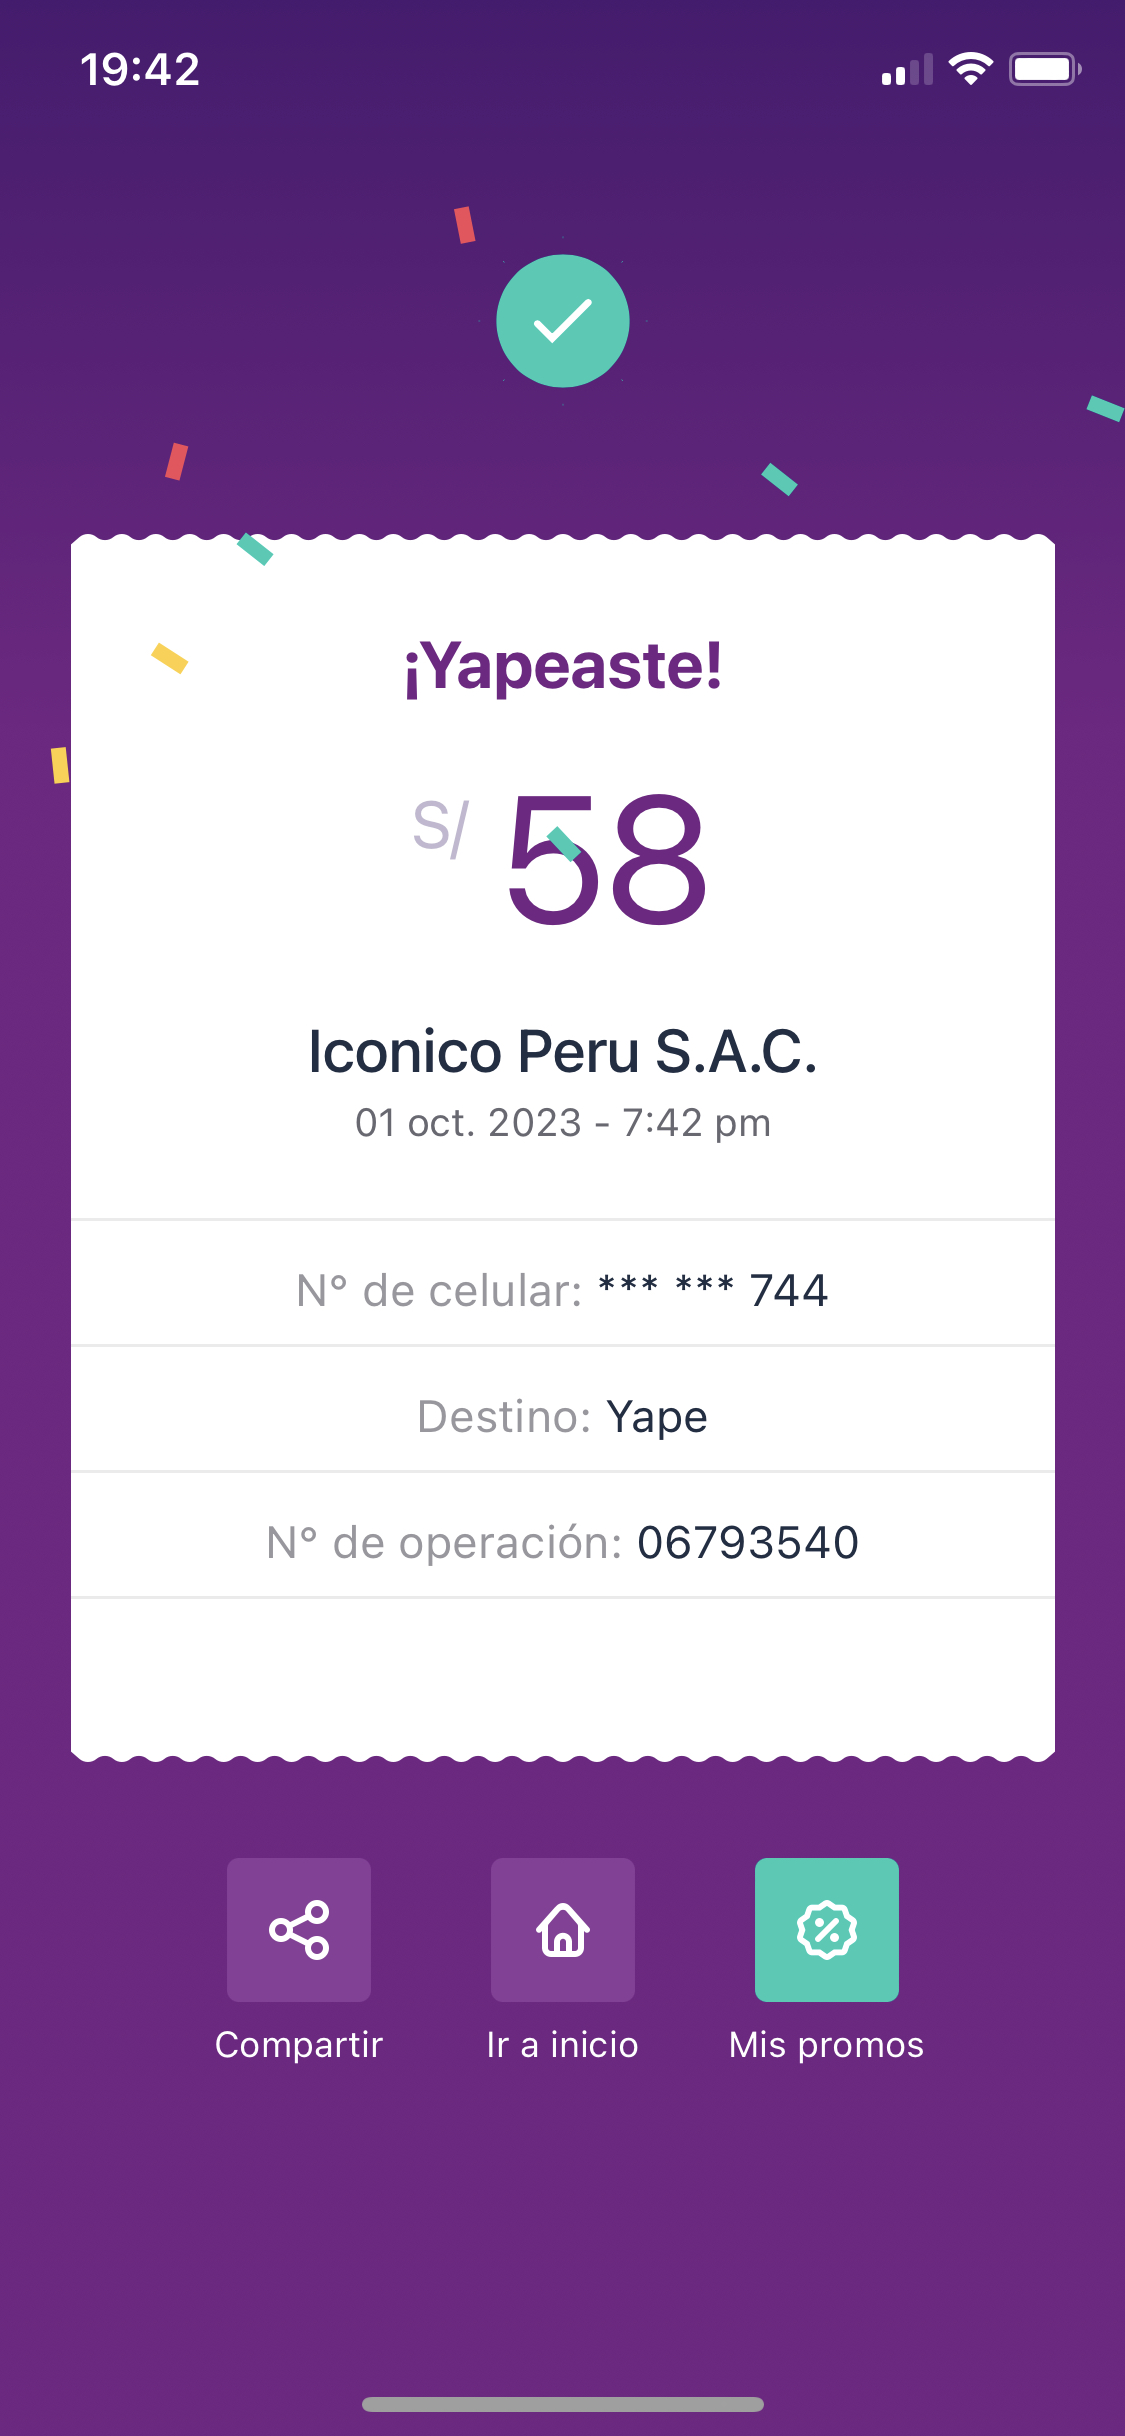 19:42
¡Yapeaste!
S/ 58
Iconico Peru S.A.C.
01 oct. 2023 - 7:42 pm
N° de celular: *** *** 744
Destino: Yape
N° de operación: 06793540
Compartir
Ir a inicio
Mis promos